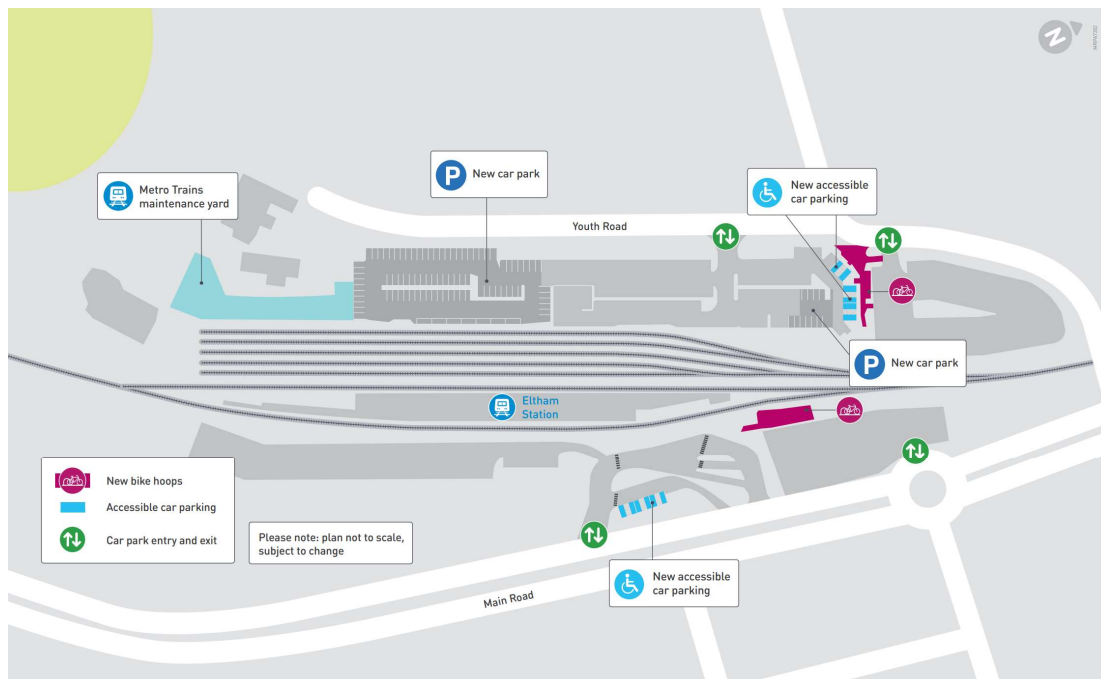 N
New car park
New accessible
car parking
Metro Trains
maintenance yard
Youth Road
New car park
Eltham
Station
New bike hoops
Accessible car parking
Car park entry and exit
Please note: plan not to scale,
subject to change
New accessible
car parking
Main Road
P
P